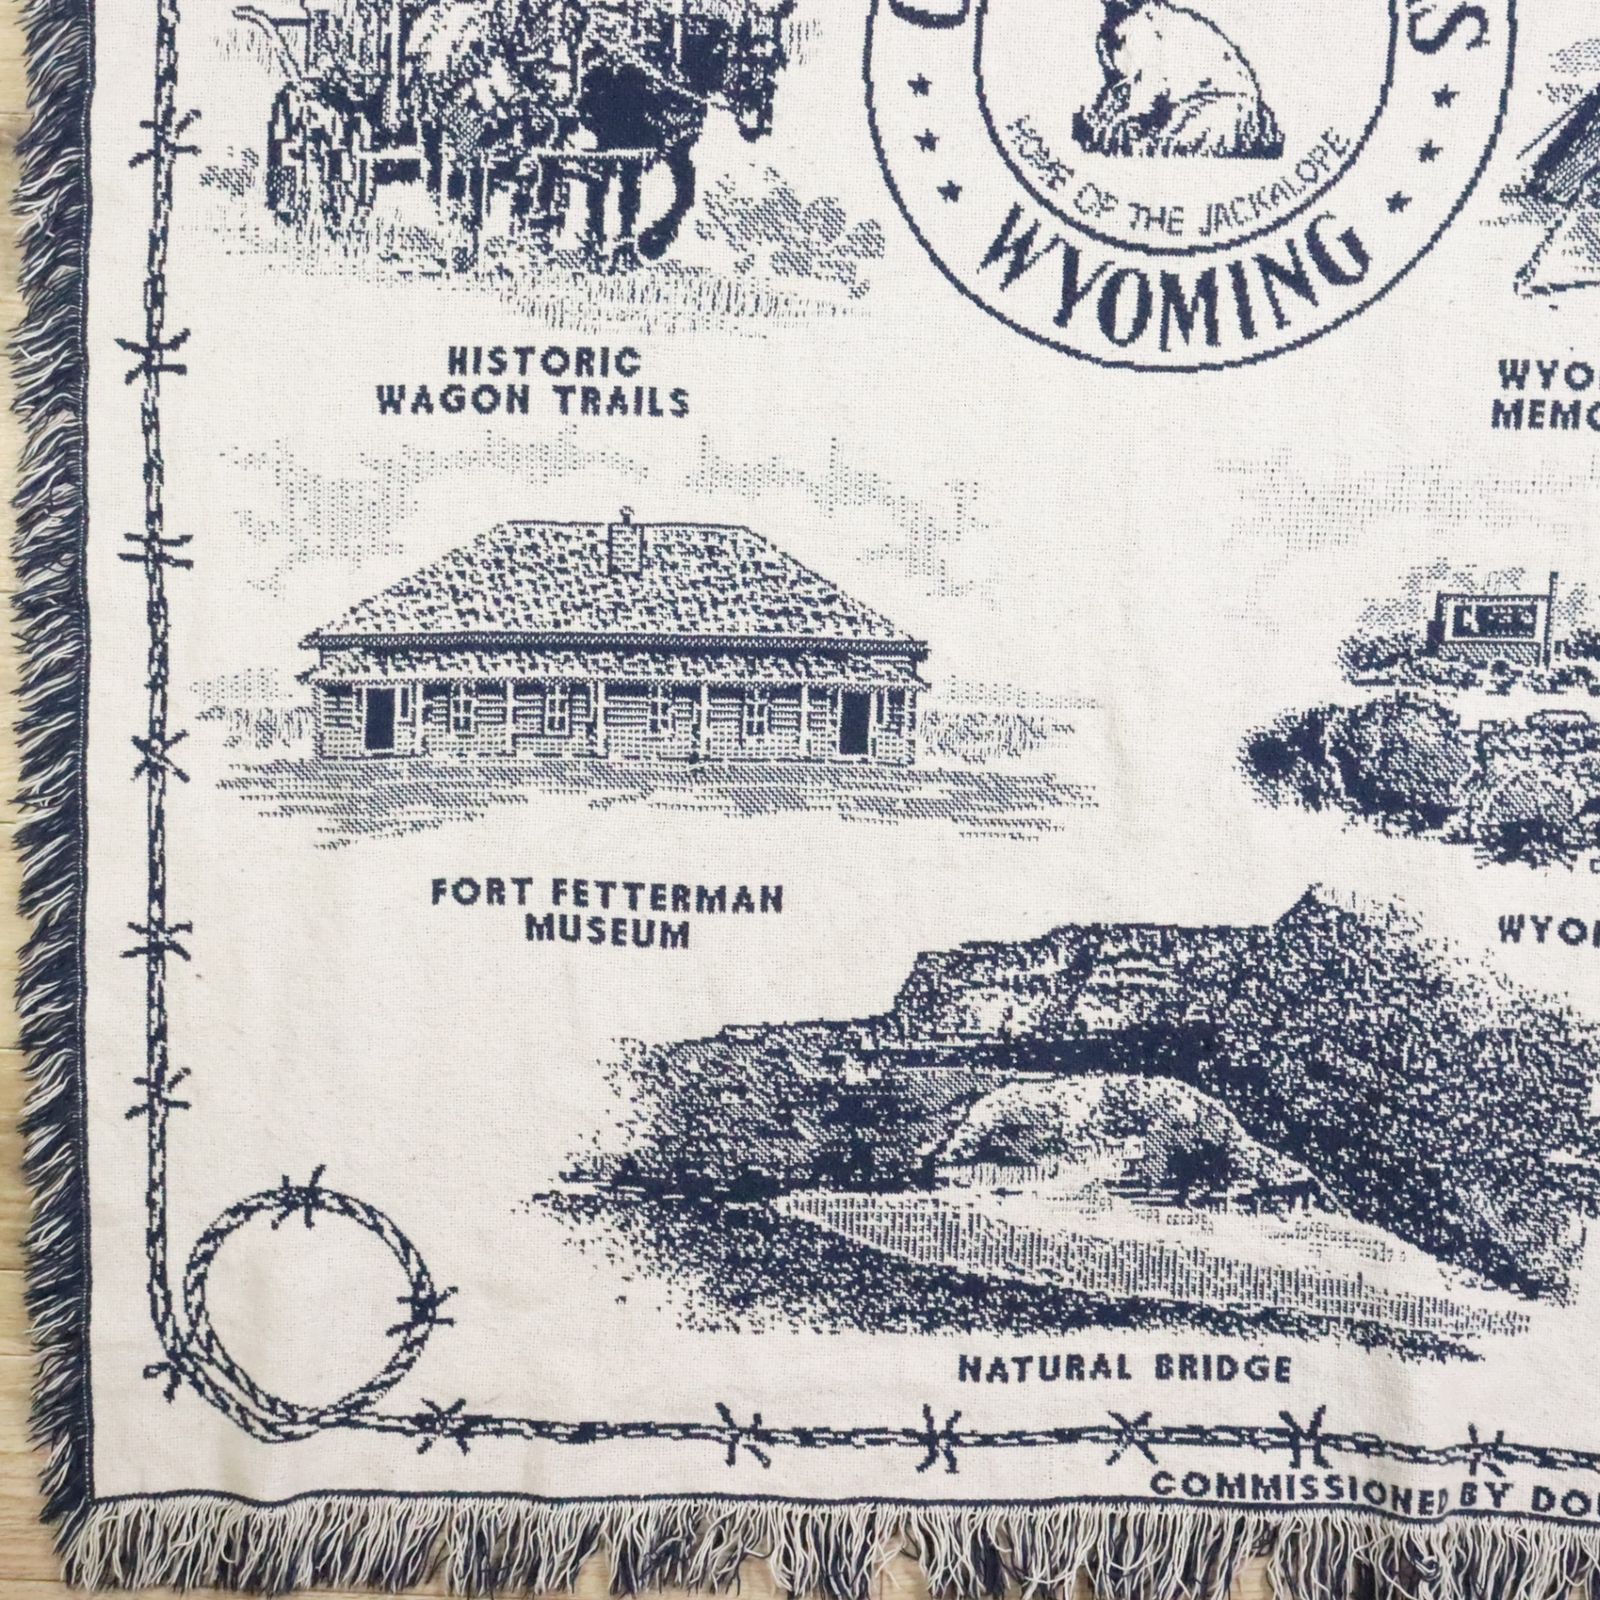 HOME OF THE JACKALOPE
WYOMING
HISTORIC
WAGON TRAILS
FORT FETTERMAN
MUSEUM
NATURAL BRIDGE
COMMISSIONED BY